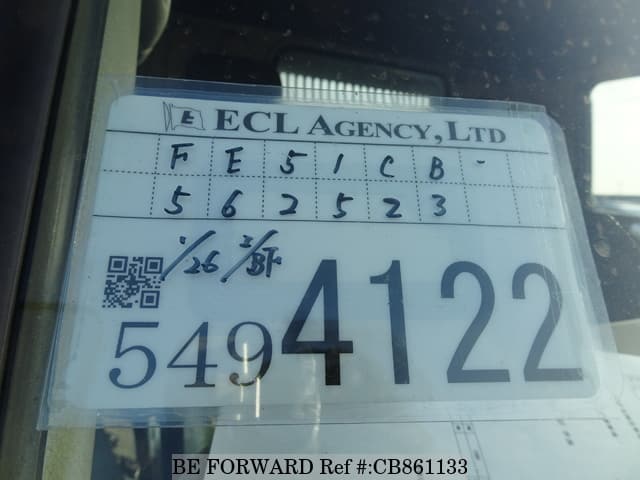 E ECL AGENCY, LTD
F E 5 1 C B -
5 6 2 5 2 3
1/26 2/BF
5494122
BE FORWARD Ref #:CB861133